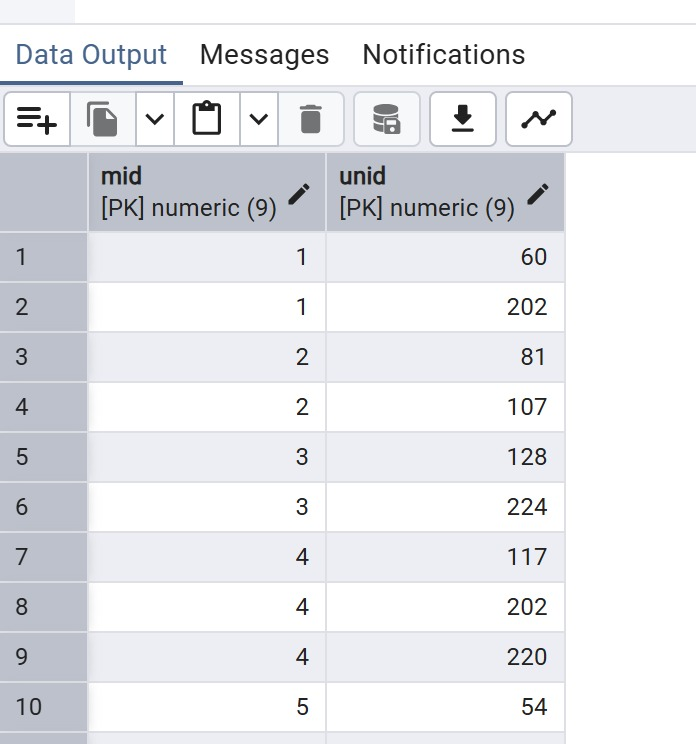 Data Output Messages Notifications
mid unid
[PK] numeric (9) [PK] numeric (9)
1 1 60
2 1 202
3 2 81
4 2 107
5 3 128
6 3 224
7 4 117
8 4 202
9 4 220
10 5 54